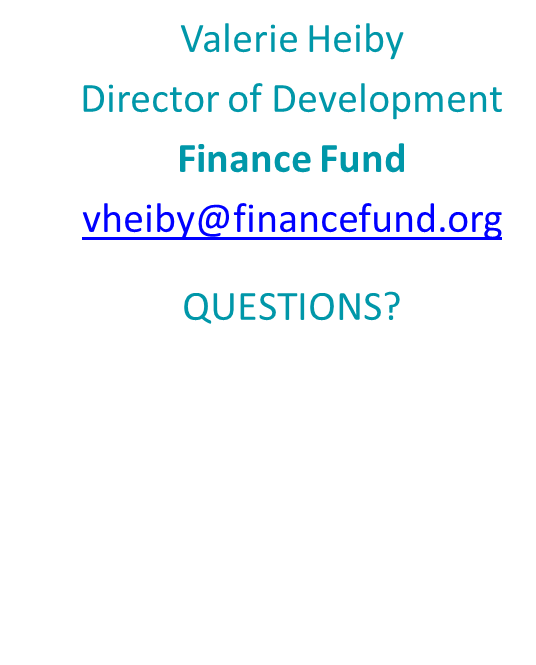 Valerie Heiby
Director of Development
Finance Fund
vheiby@financefund.org
QUESTIONS?